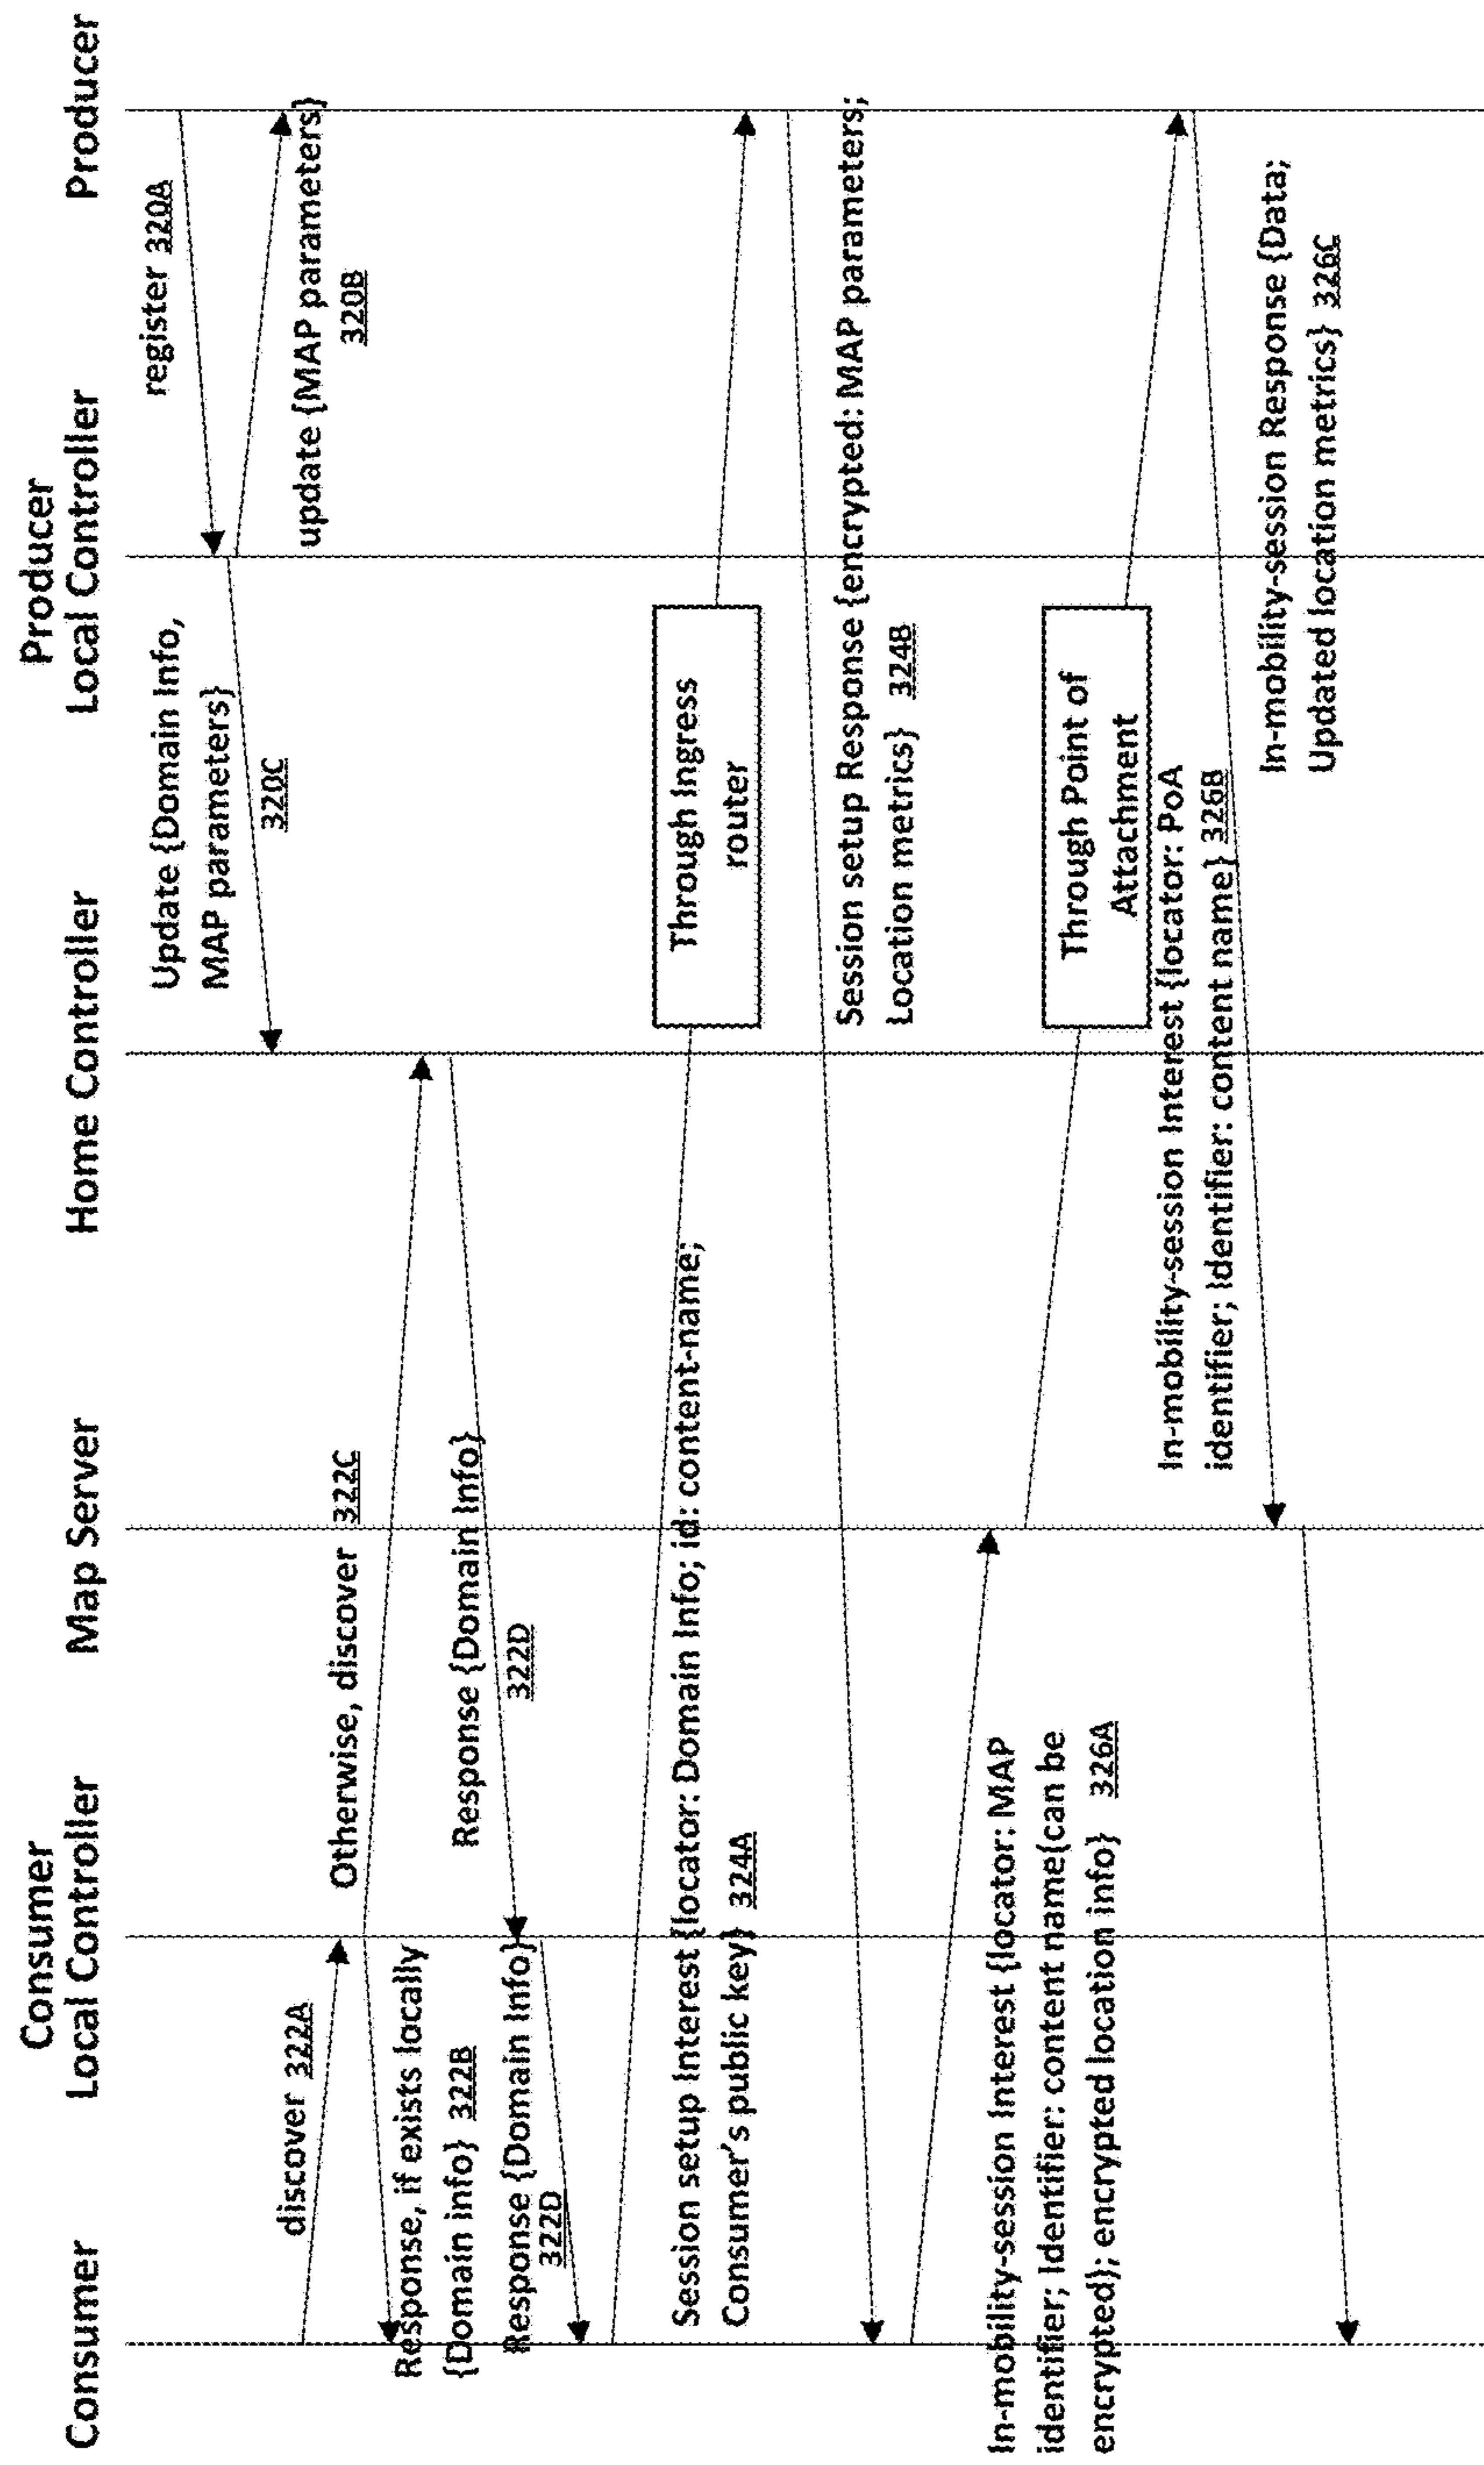 Consumer
Consumer
Local Controller
Map Server
Home Controller
Producer
Local Controller
Producer
register 320A
update {MAP parameters}
320B
Update {Domain Info,
MAP parameters}
320C
discover 322A
Response, if exists locally
{Domain info} 322B
Otherwise, discover 322C
Response {Domain Info}
322D
Response {Domain Info}
322D
Session setup Interest {locator: Domain Info; id: content-name;
Consumer's public key} 324A
Through Ingress
router
Session setup Response {encrypted: MAP parameters;
Location metrics} 324B
In-mobility-session Interest {locator: MAP
identifier; Identifier: content name(can be
encrypted); encrypted location info} 326A
Through Point of
Attachment
In-mobility-session Interest {locator: PoA
identifier; Identifier: content name} 326B
In-mobility-session Response {Data;
Updated location metrics} 326C